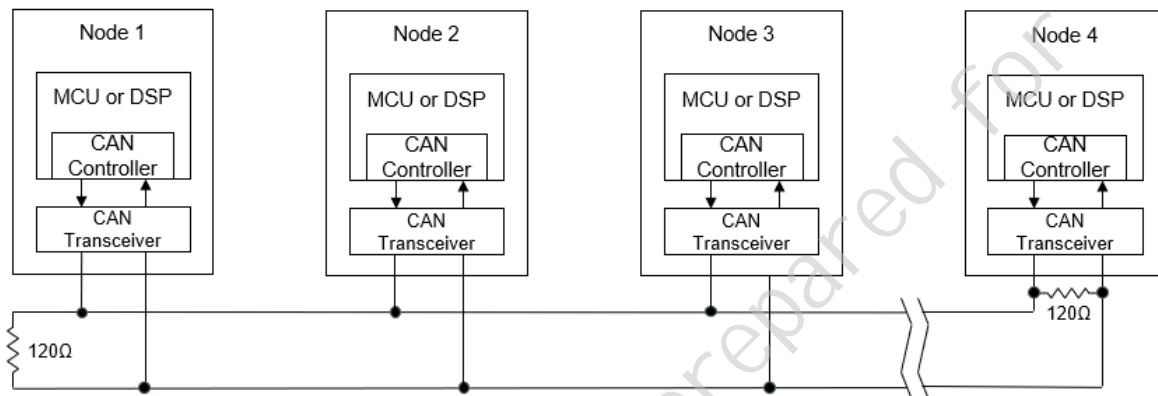 Node 1
MCU or DSP
CAN
Controller
CAN
Transceiver
Node 2
MCU or DSP
CAN
Controller
CAN
Transceiver
Node 3
MCU or DSP
CAN
Controller
CAN
Transceiver
Node 4
MCU or DSP
CAN
Controller
CAN
Transceiver
120Ω
120Ω
prepared for